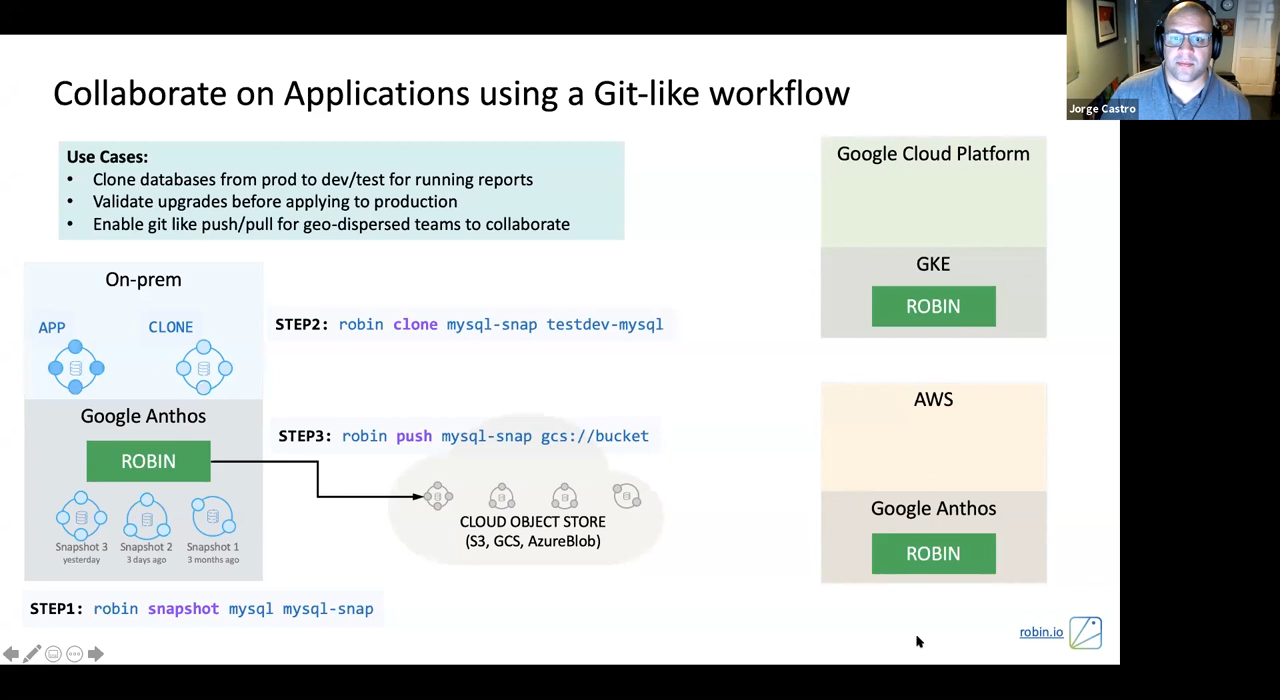 Jorge Castro
Collaborate on Applications using a Git-like workflow
Use Cases:
• Clone databases from prod to dev/test for running reports
• Validate upgrades before applying to production
• Enable git like push/pull for geo-dispersed teams to collaborate
Google Cloud Platform
GKE
ROBIN
On-prem
APP
CLONE
STEP2: robin clone mysql-snap testdev-mysql
Google Anthos
ROBIN
STEP3: robin push mysql-snap gcs://bucket
CLOUD OBJECT STORE
(S3, GCS, AzureBlob)
Snapshot 3
yesterday
Snapshot 2
3 days ago
Snapshot 1
3 months ago
AWS
Google Anthos
ROBIN
STEP1: robin snapshot mysql mysql-snap
robin.io